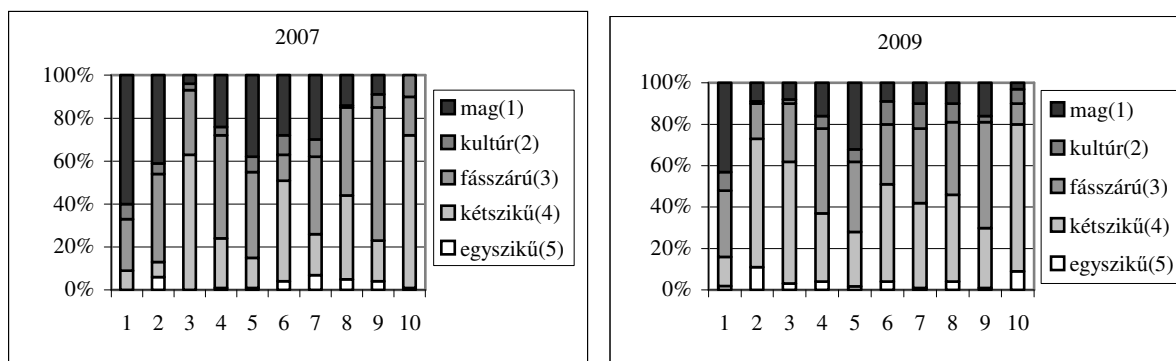 2007
100%
80%
60%
40%
20%
0%
1 2 3 4 5 6 7 8 9 10
mag(1)
kultúr(2)
fásszárú(3)
kétszikű(4)
egyszikű(5)
2009
100%
80%
60%
40%
20%
0%
1 2 3 4 5 6 7 8 9 10
mag(1)
kultúr(2)
fásszárú(3)
kétszikű(4)
egyszikű(5)